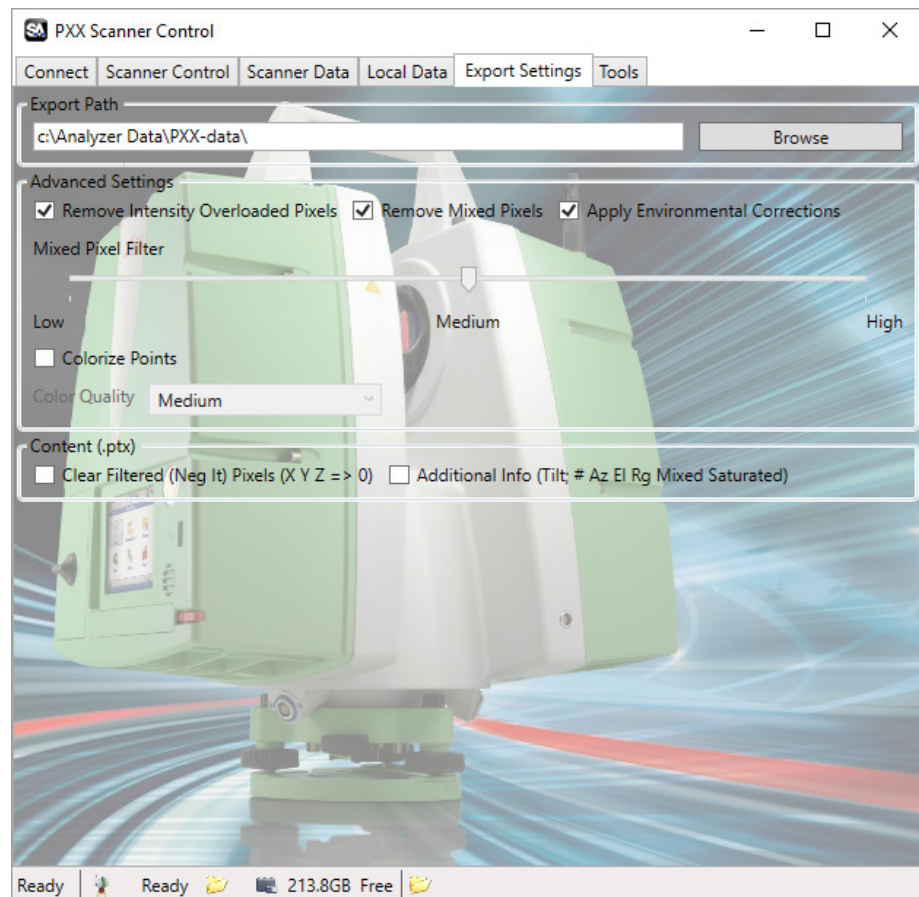 SA PXX Scanner Control
Connect Scanner Control Scanner Data Local Data Export Settings Tools
Export Path
c:\Analyzer Data\PXX-data\ Browse
Advanced Settings
Remove Intensity Overloaded Pixels Remove Mixed Pixels Apply Environmental Corrections
Mixed Pixel Filter
Low Medium High
Colorize Points
Color Quality Medium
Content (.ptx)
Clear Filtered (Neg It) Pixels (X Y Z => 0) Additional Info (Tilt; # Az El Rg Mixed Saturated)
Ready Ready 213.8GB Free